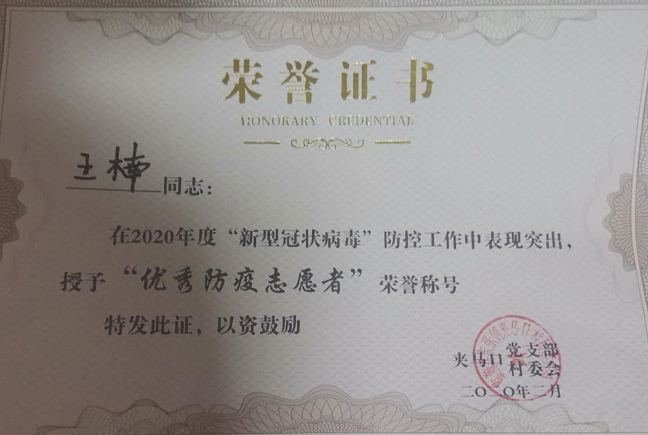 荣誉证书
HONORARY CREDENTIAL
王楠 同志：
在2020年度“新型冠状病毒”防控工作中表现突出，
授予“优秀防疫志愿者”荣誉称号
特发此证，以资鼓励
夹马口 党支部
村委会
二〇二〇年二月